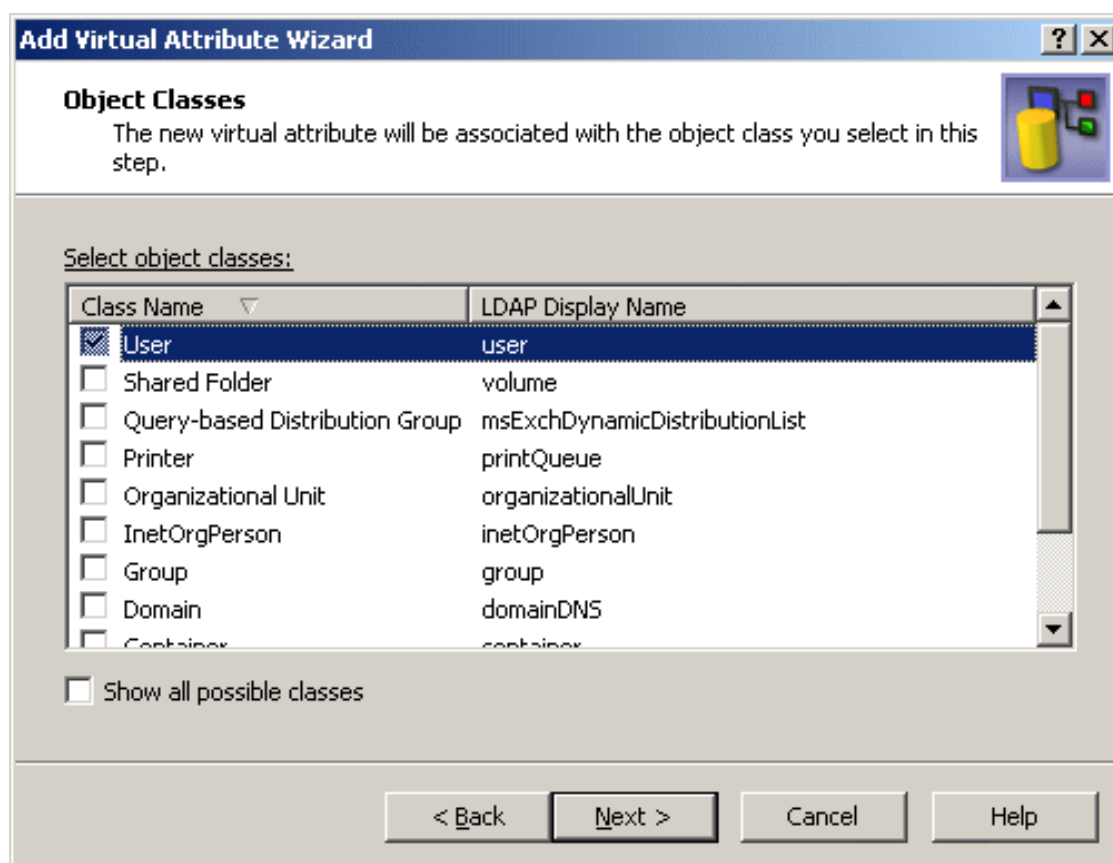 Add Virtual Attribute Wizard
Object Classes
The new virtual attribute will be associated with the object class you select in this
step.
Select object classes:
Class Name LDAP Display Name
User user
Shared Folder volume
Query-based Distribution Group msExchDynamicDistributionList
Printer printQueue
Organizational Unit organizationalUnit
InetOrgPerson inetOrgPerson
Group group
Domain domainDNS
Container container
Show all possible classes
< Back Next > Cancel Help